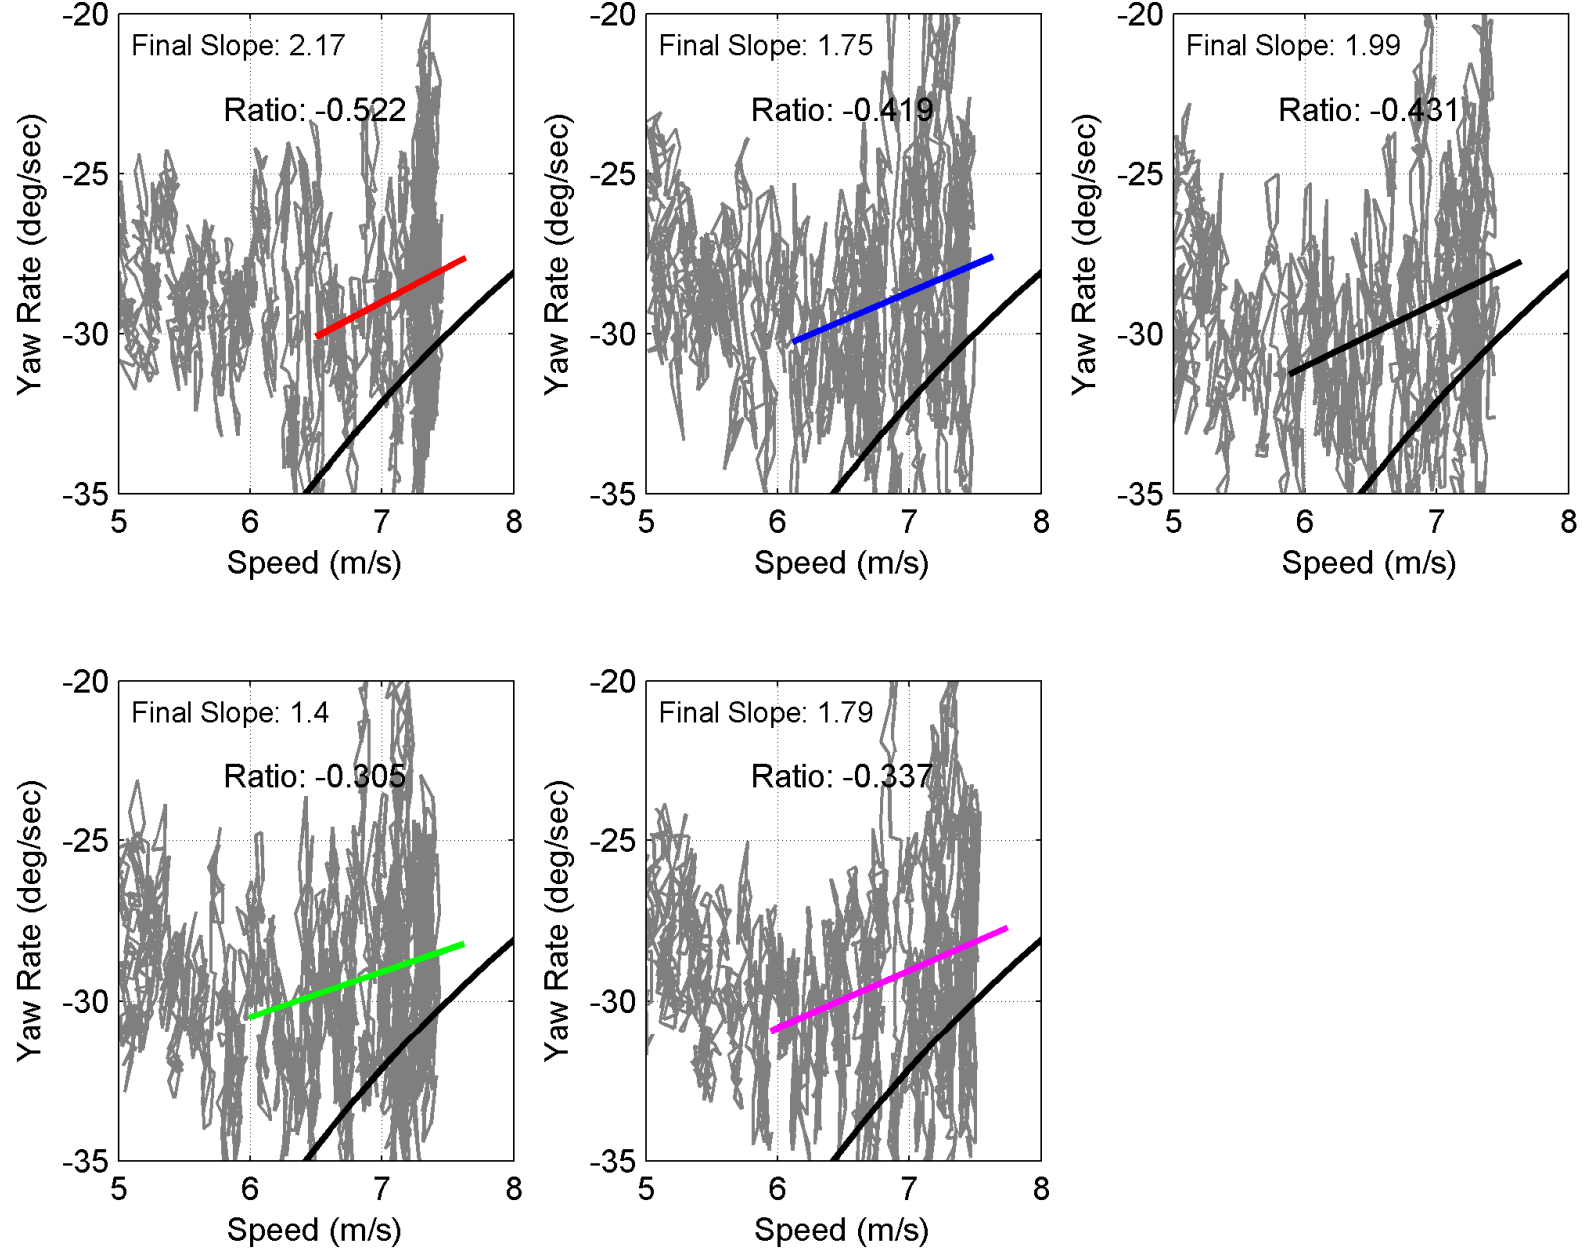 Final Slope: 2.17
Ratio: -0.522
-20
-25
-30
-35
Yaw Rate (deg/sec)
5 6 7 8
Speed (m/s)
Final Slope: 1.75
Ratio: -0.419
-20
-25
-30
-35
Yaw Rate (deg/sec)
5 6 7 8
Speed (m/s)
Final Slope: 1.99
Ratio: -0.431
-20
-25
-30
-35
Yaw Rate (deg/sec)
5 6 7 8
Speed (m/s)
Final Slope: 1.4
Ratio: -0.305
-20
-25
-30
-35
Yaw Rate (deg/sec)
5 6 7 8
Speed (m/s)
Final Slope: 1.79
Ratio: -0.337
-20
-25
-30
-35
Yaw Rate (deg/sec)
5 6 7 8
Speed (m/s)